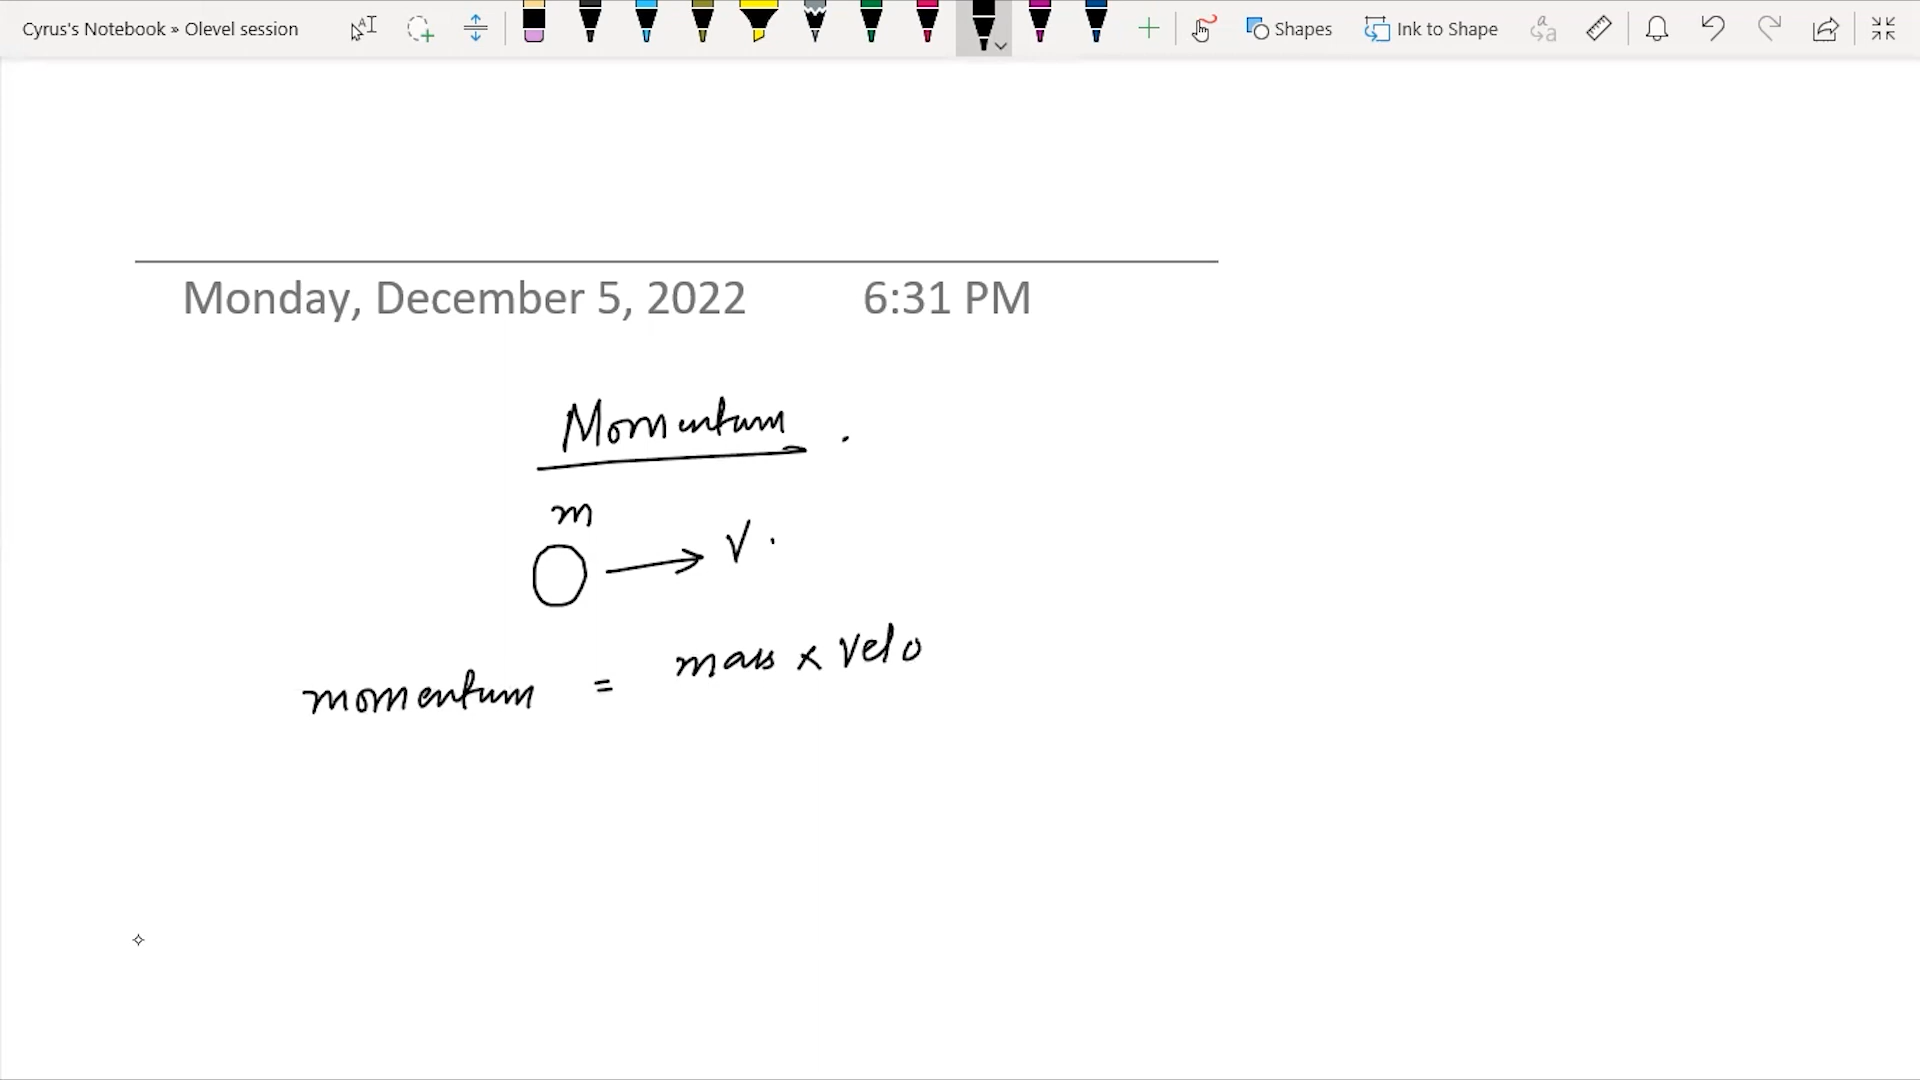 Cyrus's Notebook » Olevel session Shapes Ink to Shape
Monday, December 5, 2022 6:31 PM
Momentum .
m
V .
momentum = mass × Velo